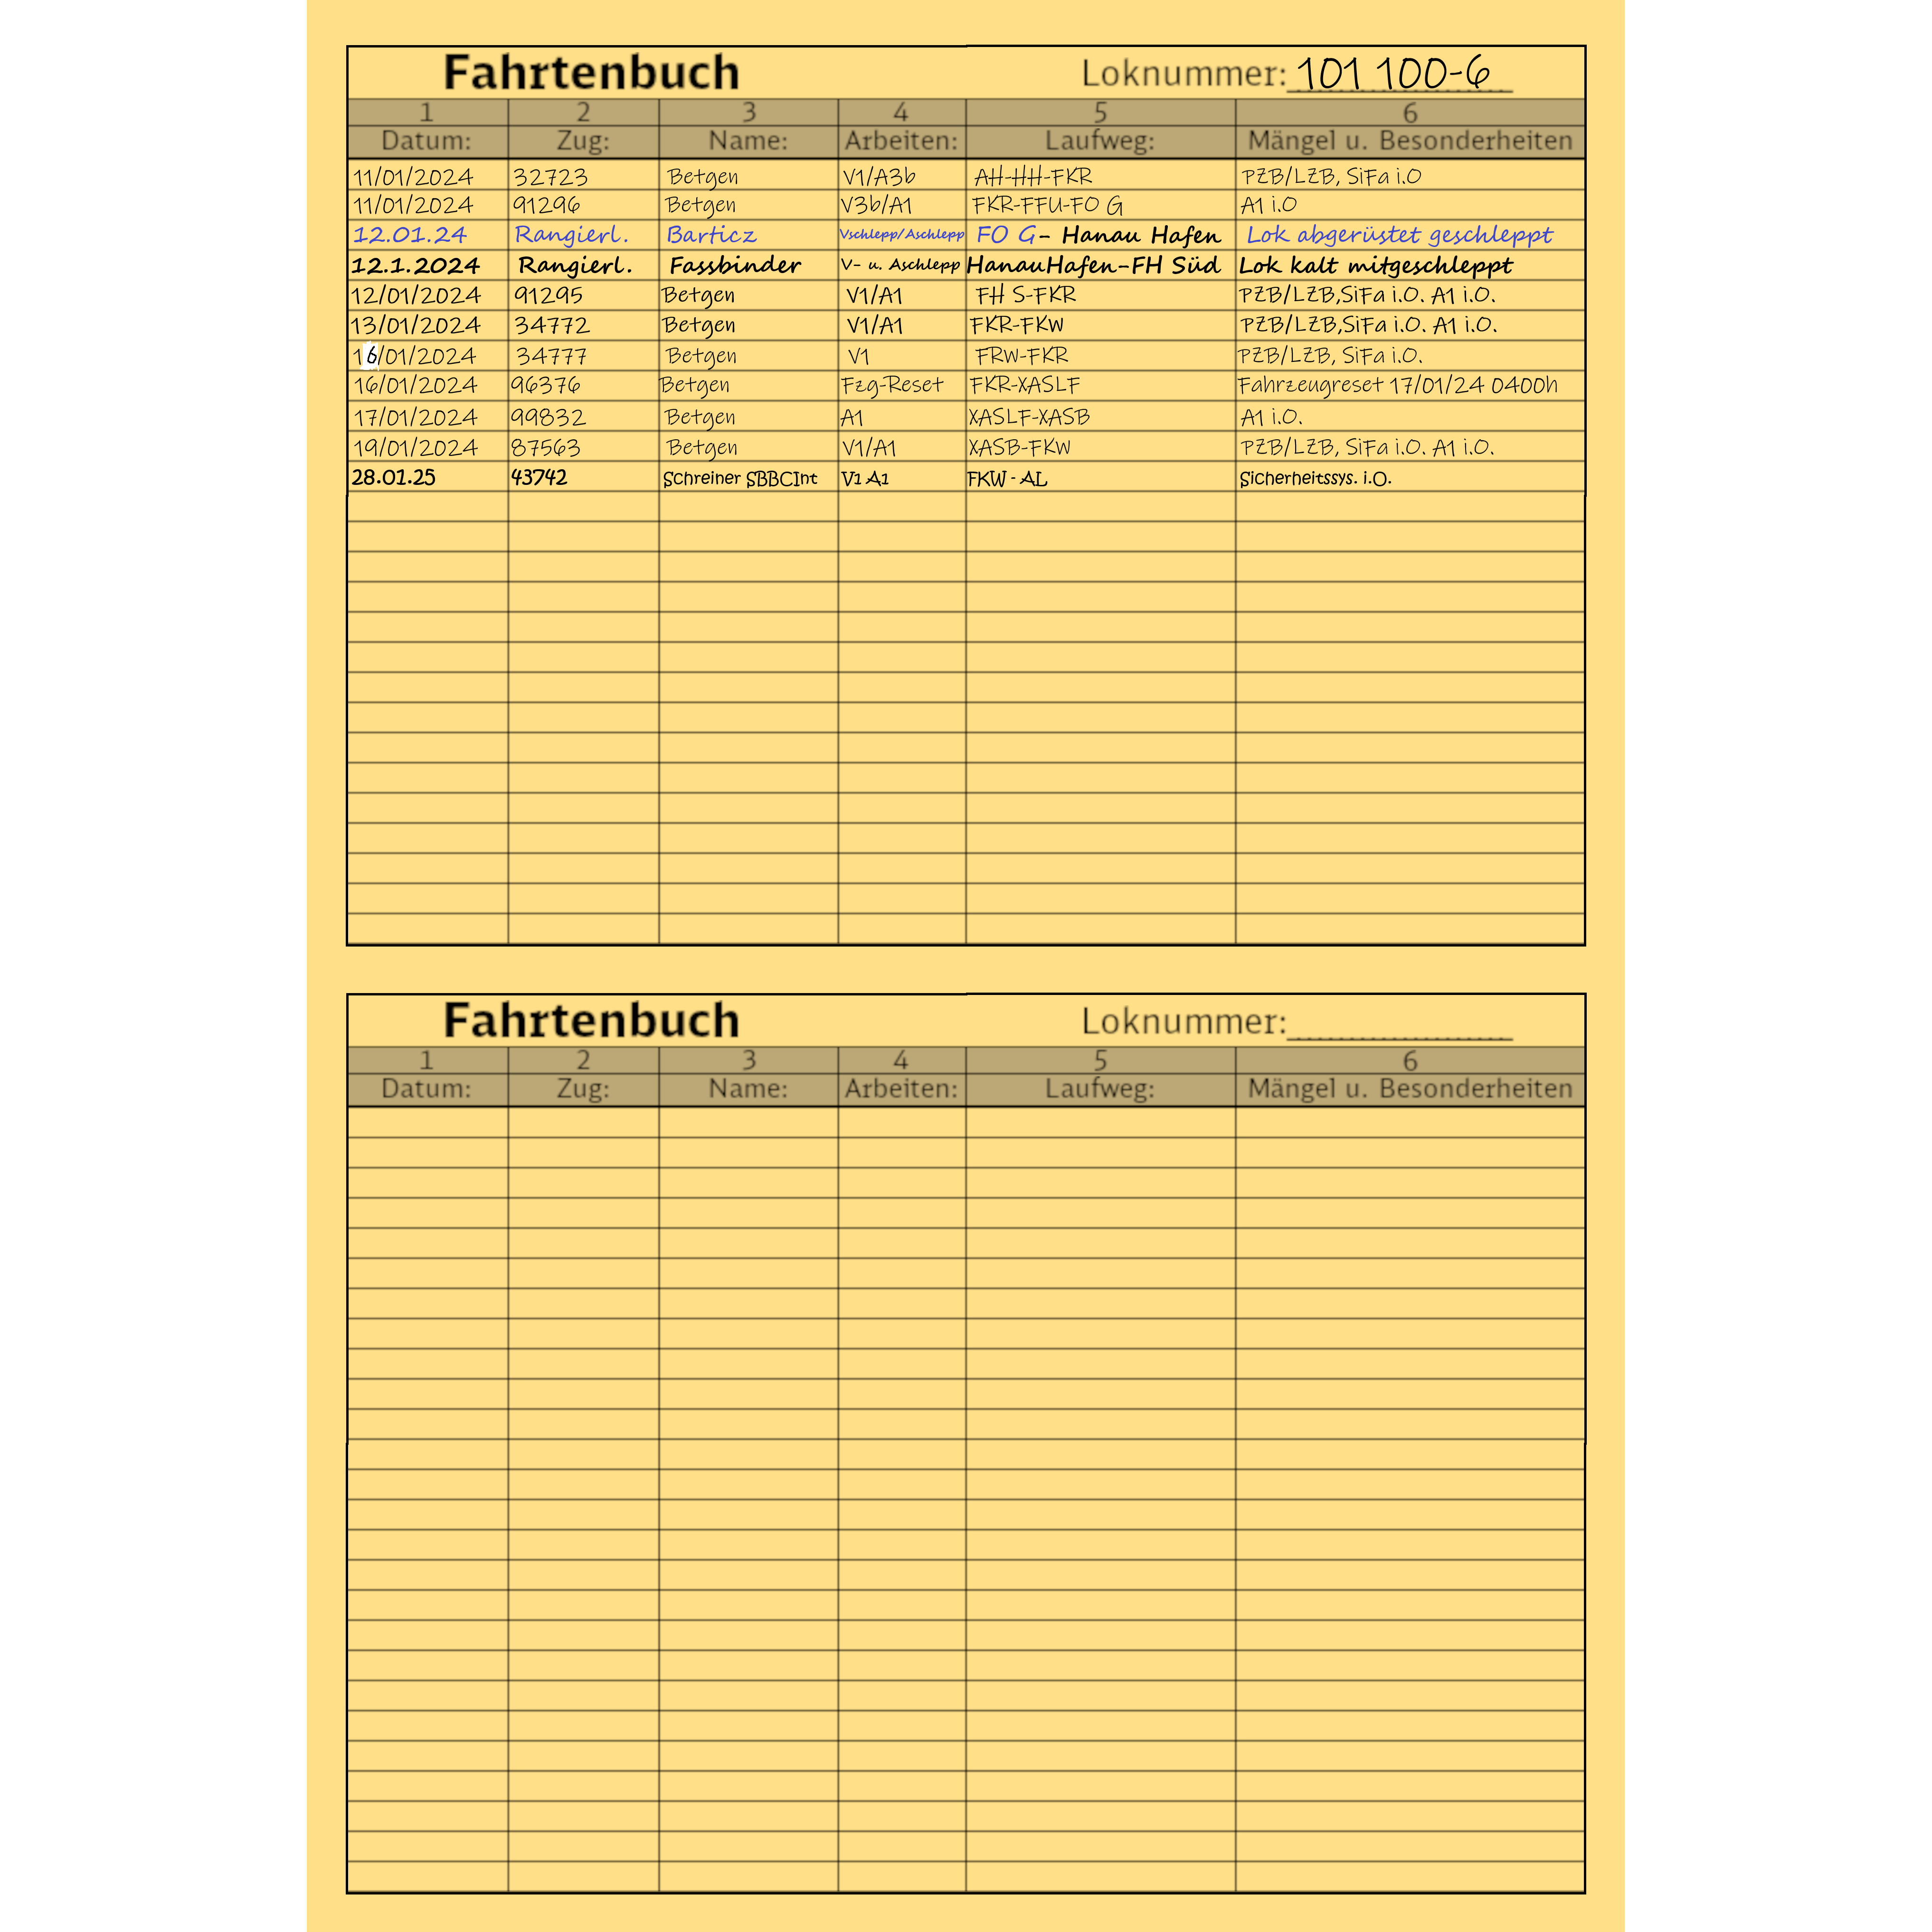 Fahrtenbuch Loknummer: 101 100-6
1 2 3 4 5 6
Datum: Zug: Name: Arbeiten: Laufweg: Mängel u. Besonderheiten
11/01/2024 32723 Betgen V1/A3b AH-HH-FKR PZB/LZB, SiFa i.O
11/01/2024 91296 Betgen V3b/A1 FKR-FFU-FO G A1 i.O
12.01.24 Rangierl. Barticz Vschlepp/Aschlepp FO G- Hanau Hafen Lok abgerüstet geschleppt
12.1.2024 Rangierl. Fassbinder V- u. Aschlepp HanauHafen-FH Süd Lok kalt mitgeschleppt
12/01/2024 91295 Betgen V1/A1 FH S-FKR PZB/LZB,SiFa i.O. A1 i.O.
13/01/2024 34772 Betgen V1/A1 FKR-FKW PZB/LZB,SiFa i.O. A1 i.O.
16/01/2024 34777 Betgen V1 FRW-FKR PZB/LZB, SiFa i.O.
16/01/2024 96376 Betgen Fzg-Reset FKR-XASLF Fahrzeugreset 17/01/24 0400h
17/01/2024 99832 Betgen A1 XASLF-XASB A1 i.O.
19/01/2024 87563 Betgen V1/A1 XASB-FKW PZB/LZB, SiFa i.O. A1 i.O.
28.01.25 43742 Schreiner SBBCInt V1 A1 FKW - AL Sicherheitssys. i.O.
Fahrtenbuch Loknummer:
1 2 3 4 5 6
Datum: Zug: Name: Arbeiten: Laufweg: Mängel u. Besonderheiten